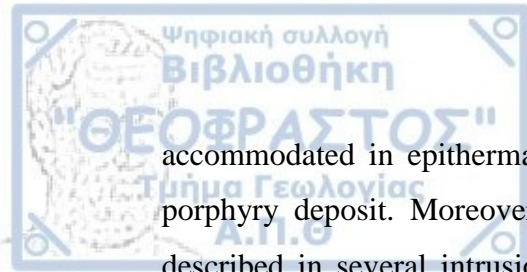 Ψηφιακή συλλογή
Βιβλιοθήκη
"ΘΕΟΦΡΑΣΤΟΣ"
accommodated in epitherma
Τμήμα Γεωλογίας
porphyry deposit. Moreover
Α.Π.Θ
described in several intrusio